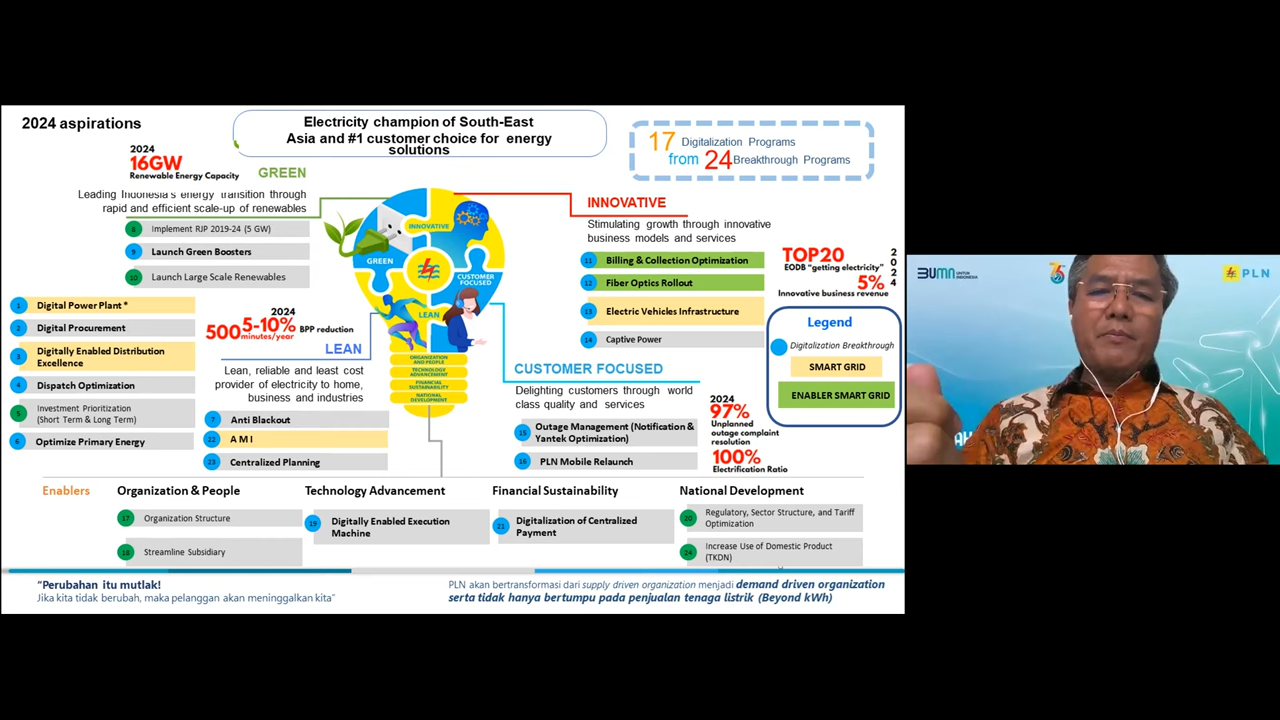 2024 aspirations
Electricity champion of South-East
Asia and #1 customer choice for energy
solutions
17 Digitalization Programs
from 24 Breakthrough Programs
2024
16GW
Renewable Energy Capacity
GREEN
Leading Indonesia's energy transition through
rapid and efficient scale-up of renewables
8 Implement RJP 2019-24 (5 GW)
9 Launch Green Boosters
10 Launch Large Scale Renewables
1 Digital Power Plant *
2 Digital Procurement
3 Digitally Enabled Distribution
Excellence
4 Dispatch Optimization
5 Investment Prioritization
(Short Term & Long Term)
6 Optimize Primary Energy
2024
5-10% BPP reduction
500 minutes/year
LEAN
Lean, reliable and least cost
provider of electricity to home,
business and industries
7 Anti Blackout
22 A M I
23 Centralized Planning
INNOVATIVE
GREEN
CUSTOMER
FOCUSED
LEAN
ORGANIZATION
AND PEOPLE
TECHNOLOGY
ADVANCEMENT
FINANCIAL
SUSTAINABILITY
NATIONAL
DEVELOPMENT
INNOVATIVE
Stimulating growth through innovative
business models and services
11 Billing & Collection Optimization
12 Fiber Optics Rollout
13 Electric Vehicles Infrastructure
14 Captive Power
TOP20
EODB "getting electricity"
5%
Innovative business revenue
2
0
2
4
Legend
Digitalization Breakthrough
SMART GRID
ENABLER SMART GRID
CUSTOMER FOCUSED
Delighting customers through world
class quality and services
15 Outage Management (Notification &
Yantek Optimization)
16 PLN Mobile Relaunch
2024
97%
Unplanned
outage complaint
resolution
100%
Electrification Ratio
Enablers
Organization & People
17 Organization Structure
18 Streamline Subsidiary
Technology Advancement
19 Digitally Enabled Execution
Machine
Financial Sustainability
21 Digitalization of Centralized
Payment
National Development
20 Regulatory, Sector Structure, and Tariff
Optimization
24 Increase Use of Domestic Product
(TKDN)
"Perubahan itu mutlak!
Jika kita tidak berubah, maka pelanggan akan meninggalkan kita"
PLN akan bertransformasi dari supply driven organization menjadi demand driven organization
serta tidak hanya bertumpu pada penjualan tenaga listrik (Beyond kWh)
BUMN UNTUK
INDONESIA
PLN